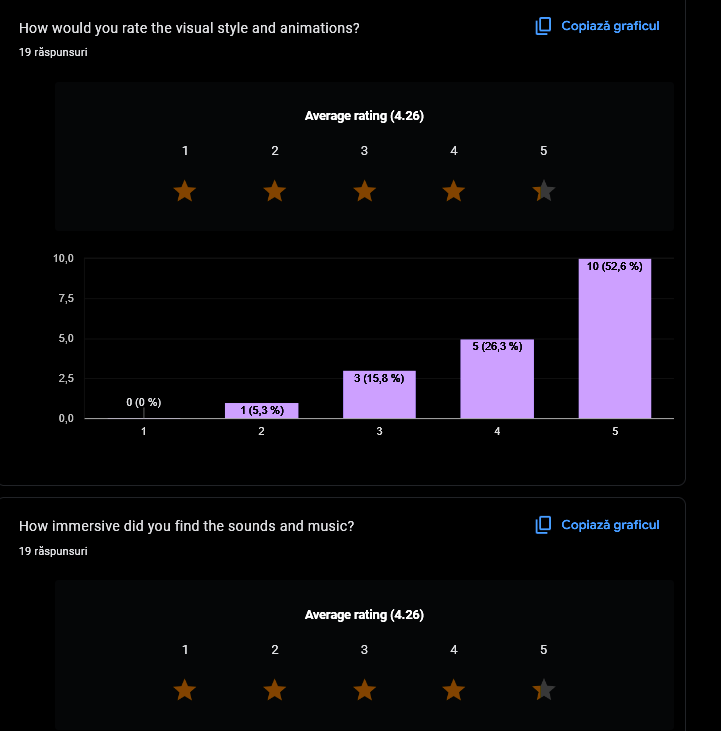 How would you rate the visual style and animations?
Copiază graficul
19 răspunsuri
Average rating (4.26)
1 2 3 4 5
10,0
7,5
5,0
2,5
0,0
0 (0 %)
1 (5,3 %)
3 (15,8 %)
5 (26,3 %)
10 (52,6 %)
1 2 3 4 5
How immersive did you find the sounds and music?
Copiază graficul
19 răspunsuri
Average rating (4.26)
1 2 3 4 5